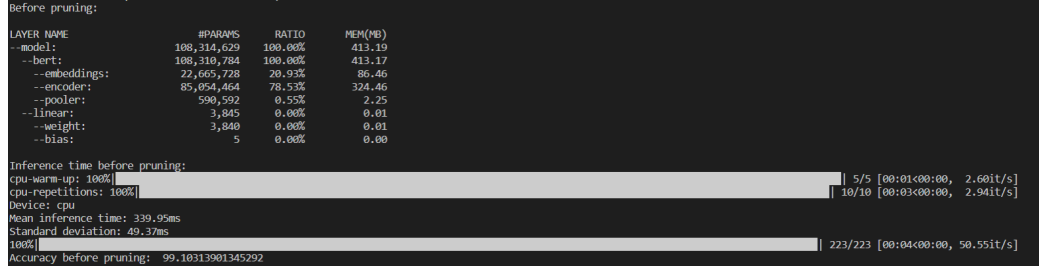 Before pruning:
LAYER NAME #PARAMS RATIO MEM(MB)
--model: 108,314,629 100.00% 413.19
--bert: 108,310,784 100.00% 413.17
--embeddings: 22,665,728 20.93% 86.46
--encoder: 85,054,464 78.53% 324.46
--pooler: 590,592 0.55% 2.25
--linear: 3,845 0.00% 0.01
--weight: 3,840 0.00% 0.01
--bias: 5 0.00% 0.00
Inference time before pruning:
cpu-warm-up: 100%| | 5/5 [00:01<00:00, 2.60it/s]
cpu-repetitions: 100%| | 10/10 [00:03<00:00, 2.94it/s]
Device: cpu
Mean inference time: 339.95ms
Standard deviation: 49.37ms
100%| | 223/223 [00:04<00:00, 50.55it/s]
Accuracy before pruning: 99.10313901345292